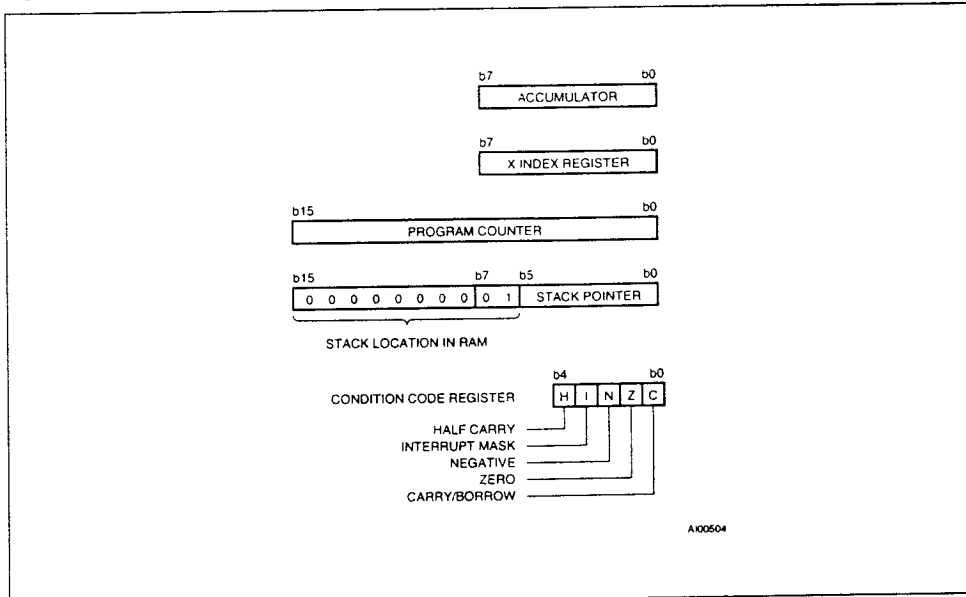 b7 b0
ACCUMULATOR
b7 b0
X INDEX REGISTER
b15 b0
PROGRAM COUNTER
b15 b7 b5 b0
0 0 0 0 0 0 0 0 0 1 STACK POINTER
STACK LOCATION IN RAM
b4 b0
CONDITION CODE REGISTER H I N Z C
HALF CARRY
INTERRUPT MASK
NEGATIVE
ZERO
CARRY/BORROW
AI00504